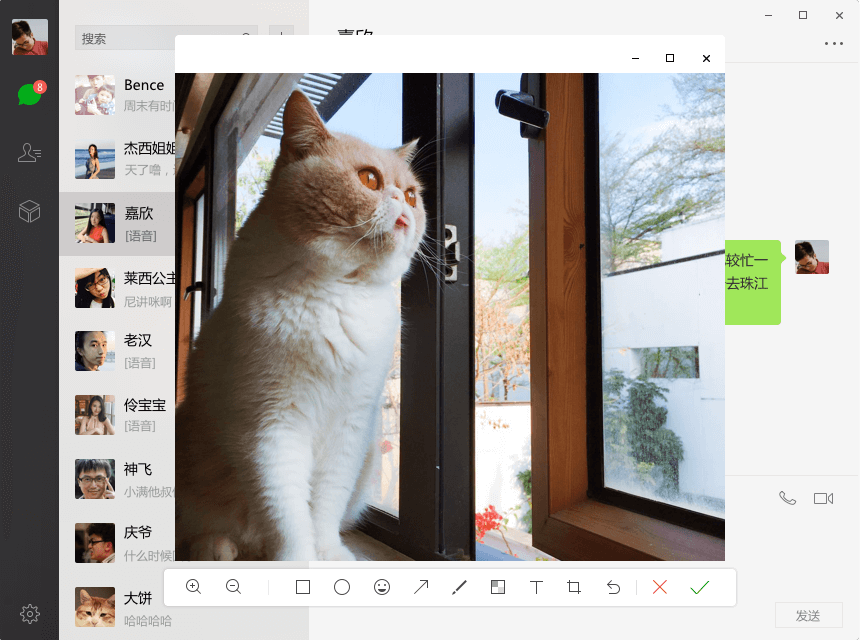 搜索
8
Bence
周末有时
杰西姐姐
天了噜，
嘉欣
[语音]
莱西公主
尼讲咪啊
老汉
[语音]
伶宝宝
[语音]
神飞
小满他叔
庆爷
什么时候
大饼
哈哈哈哈
嘉欣
较忙一
去珠江
T
发送